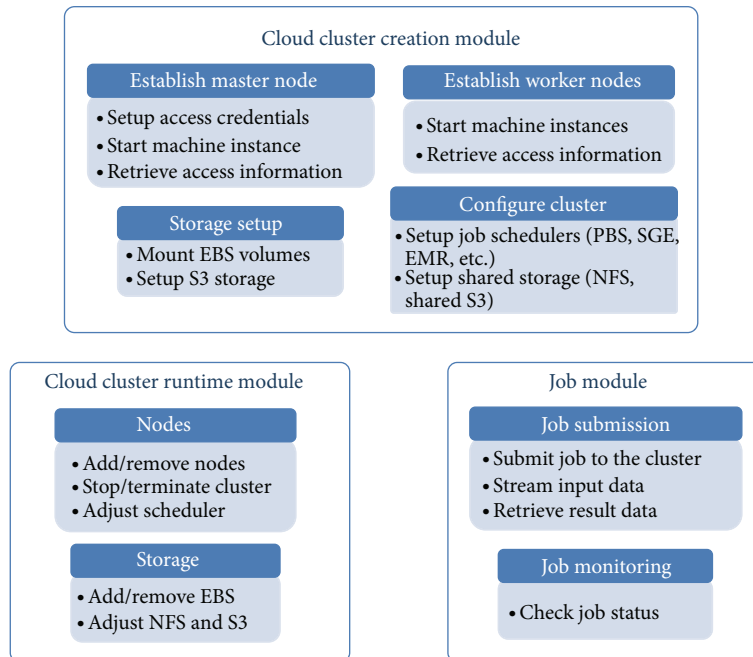 Cloud cluster creation module
Establish master node
• Setup access credentials
• Start machine instance
• Retrieve access information
Establish worker nodes
• Start machine instances
• Retrieve access information
Storage setup
• Mount EBS volumes
• Setup S3 storage
Configure cluster
• Setup job schedulers (PBS, SGE,
EMR, etc.)
• Setup shared storage (NFS,
shared S3)
Cloud cluster runtime module
Nodes
• Add/remove nodes
• Stop/terminate cluster
• Adjust scheduler
Storage
• Add/remove EBS
• Adjust NFS and S3
Job module
Job submission
• Submit job to the cluster
• Stream input data
• Retrieve result data
Job monitoring
• Check job status